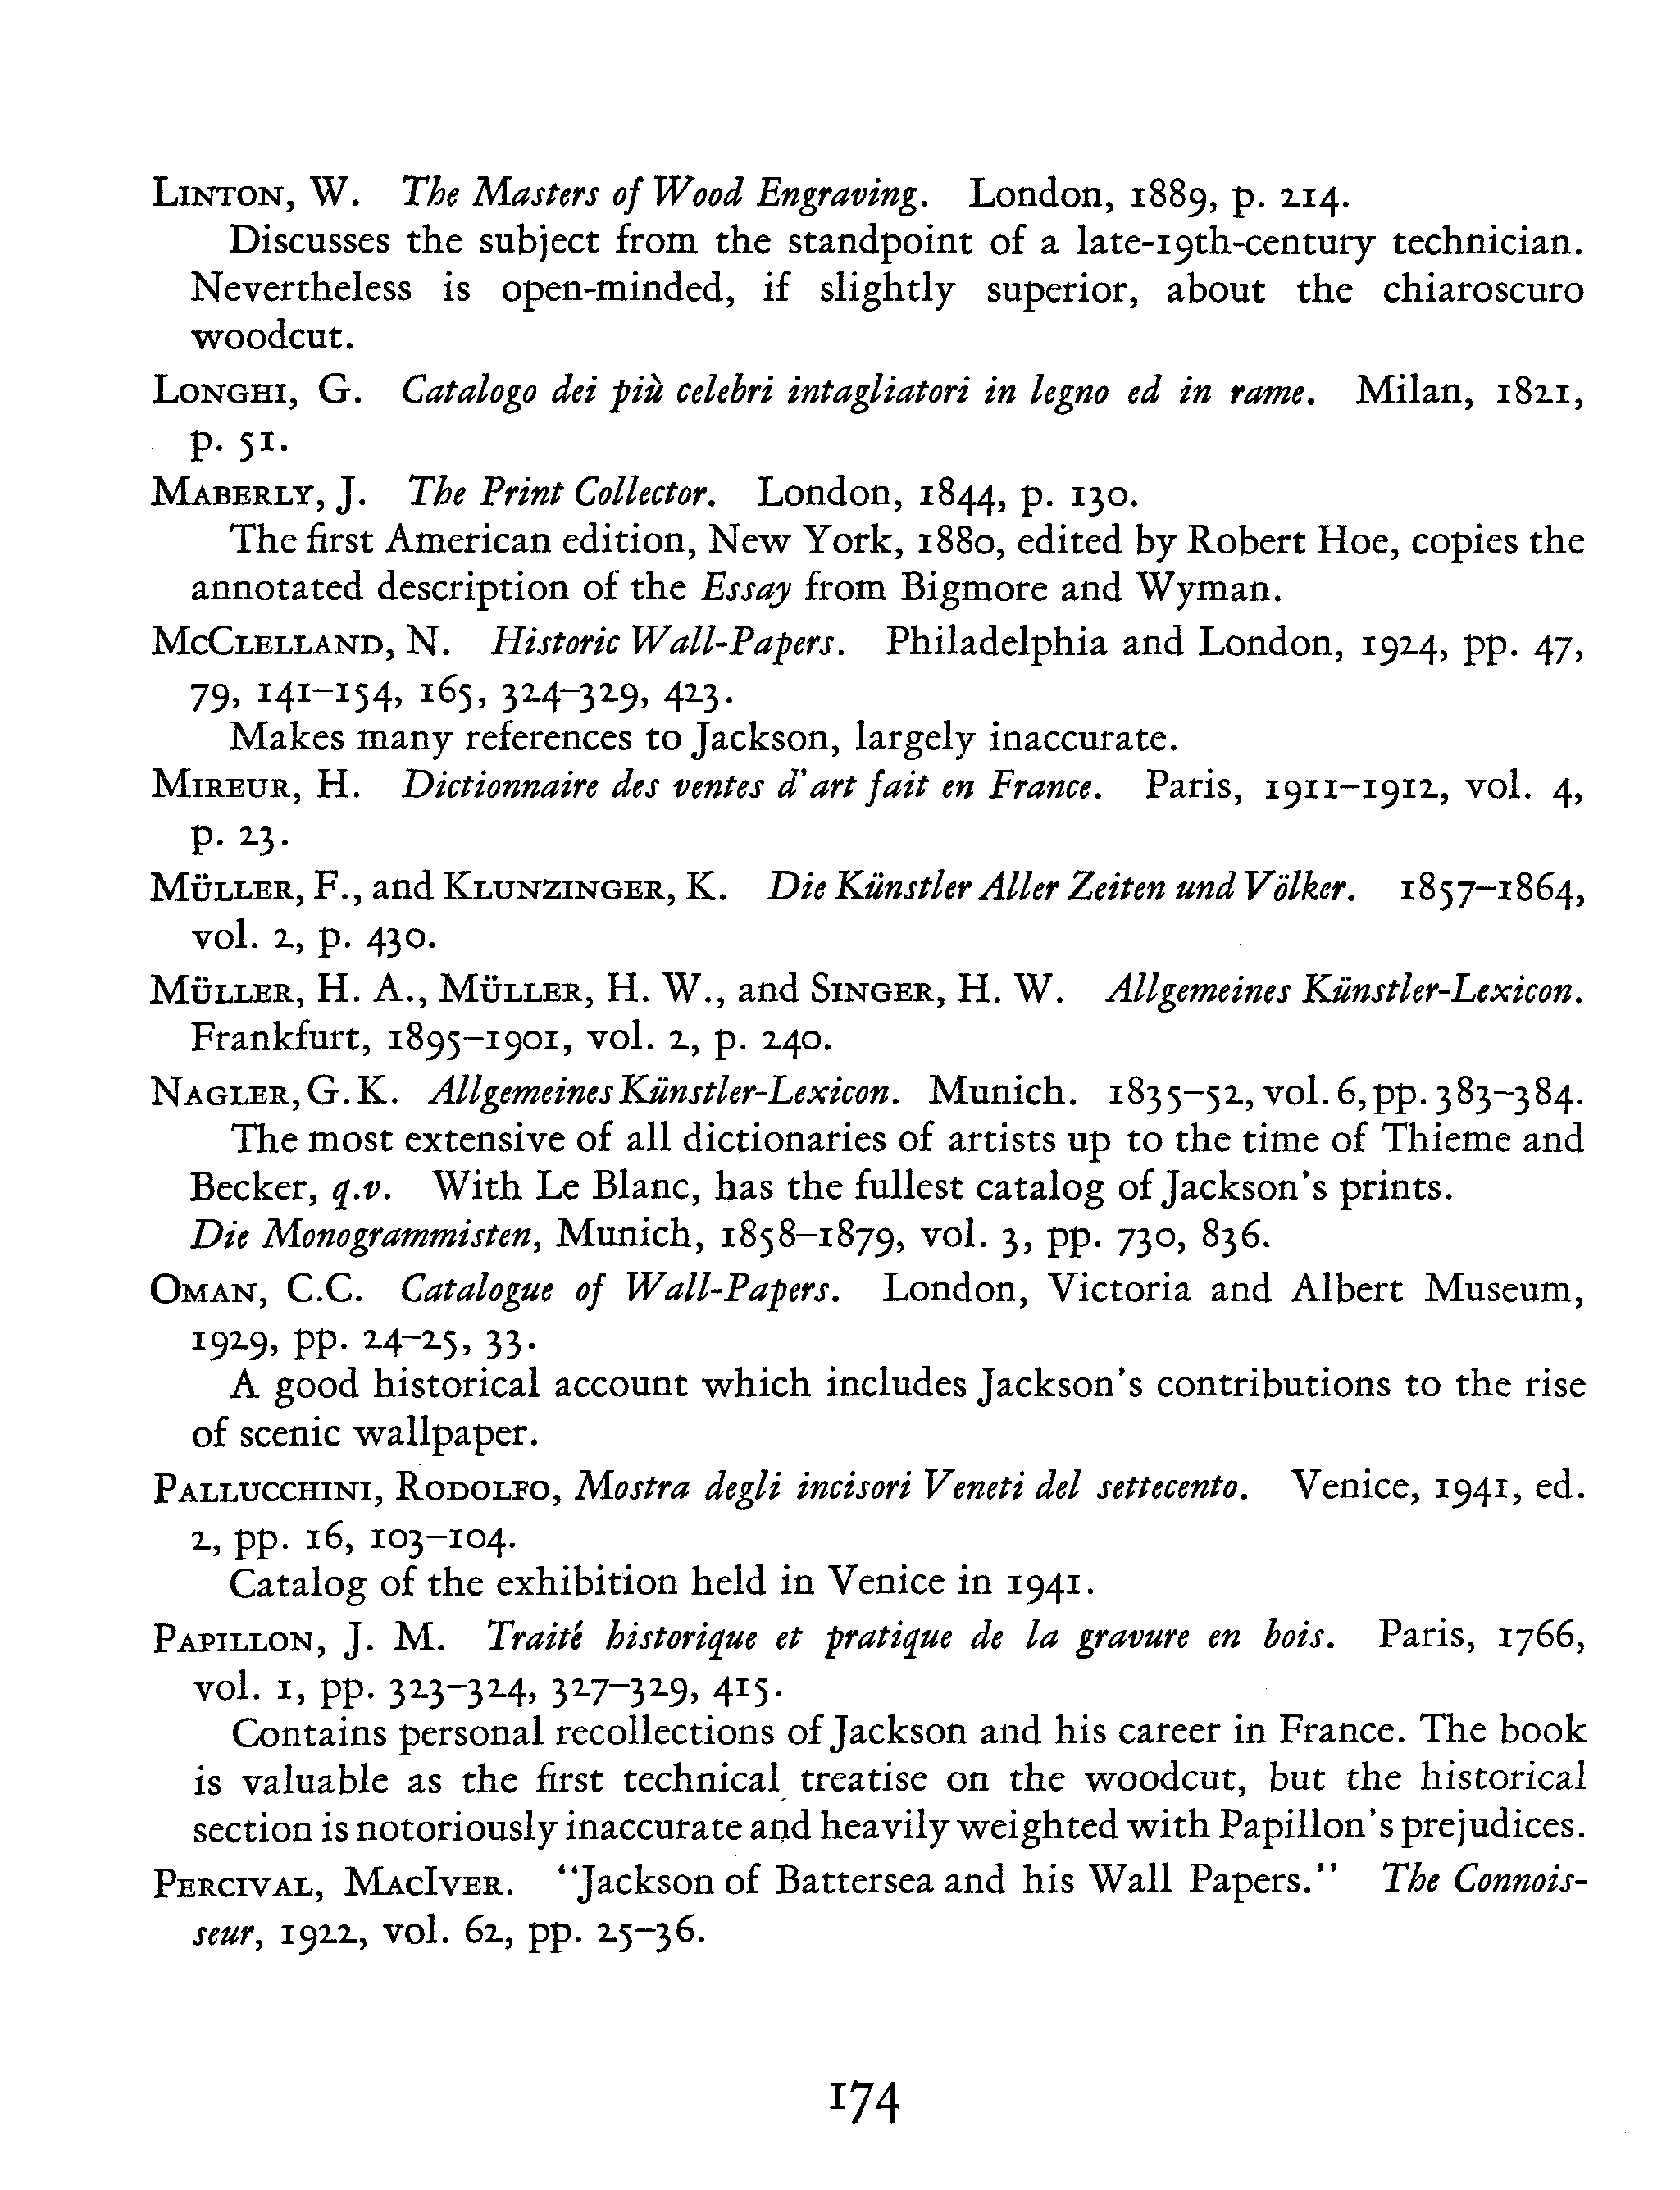 LINTON, W. The Masters of Wood Engraving. London, 1889, p. 214.
Discusses the subject from the standpoint of a late-19th-century technician.
Nevertheless is open-minded, if slightly superior, about the chiaroscuro
woodcut.
LONGHI, G. Catalogo dei più celebri intagliatori in legno ed in rame. Milan, 1821,
p. 51.
MABERLY, J. The Print Collector. London, 1844, p. 130.
The first American edition, New York, 1880, edited by Robert Hoe, copies the
annotated description of the Essay from Bigmore and Wyman.
MCCLELLAND, N. Historic Wall-Papers. Philadelphia and London, 1924, pp. 47,
79, 141–154, 165, 324–329, 423.
Makes many references to Jackson, largely inaccurate.
MIREUR, H. Dictionnaire des ventes d'art fait en France. Paris, 1911–1912, vol. 4,
p. 23.
MÜLLER, F., and KLUNZINGER, K. Die Künstler Aller Zeiten und Völker. 1857–1864,
vol. 2, p. 430.
MÜLLER, H. A., MÜLLER, H. W., and SINGER, H. W. Allgemeines Künstler-Lexicon.
Frankfurt, 1895–1901, vol. 2, p. 240.
NAGLER, G. K. Allgemeines Künstler-Lexicon. Munich. 1835–52, vol. 6, pp. 383–384.
The most extensive of all dictionaries of artists up to the time of Thieme and
Becker, q.v. With Le Blanc, has the fullest catalog of Jackson's prints.
Die Monogrammisten, Munich, 1858–1879, vol. 3, pp. 730, 836.
OMAN, C.C. Catalogue of Wall-Papers. London, Victoria and Albert Museum,
1929, pp. 24–25, 33.
A good historical account which includes Jackson's contributions to the rise
of scenic wallpaper.
PALLUCCHINI, RODOLFO, Mostra degli incisori Veneti del settecento. Venice, 1941, ed.
2, pp. 16, 103–104.
Catalog of the exhibition held in Venice in 1941.
PAPILLON, J. M. Traité historique et pratique de la gravure en bois. Paris, 1766,
vol. 1, pp. 323–324, 327–329, 415.
Contains personal recollections of Jackson and his career in France. The book
is valuable as the first technical treatise on the woodcut, but the historical
section is notoriously inaccurate and heavily weighted with Papillon's prejudices.
PERCIVAL, MACIVER. "Jackson of Battersea and his Wall Papers." The Connois-
seur, 1922, vol. 62, pp. 25–36.
174